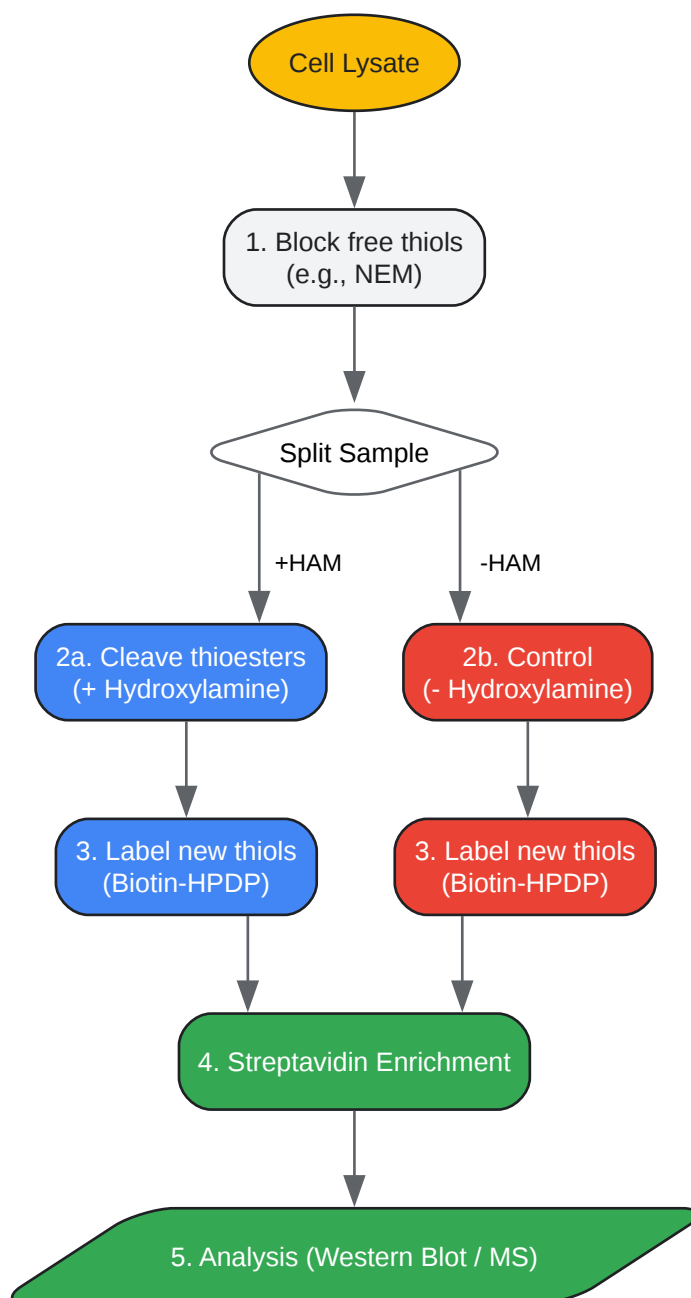 Cell Lysate
1. Block free thiols
(e.g., NEM)
Split Sample
+HAM
-HAM
2a. Cleave thioesters
(+ Hydroxylamine)
2b. Control
(- Hydroxylamine)
3. Label new thiols
(Biotin-HPDP)
3. Label new thiols
(Biotin-HPDP)
4. Streptavidin Enrichment
5. Analysis (Western Blot / MS)